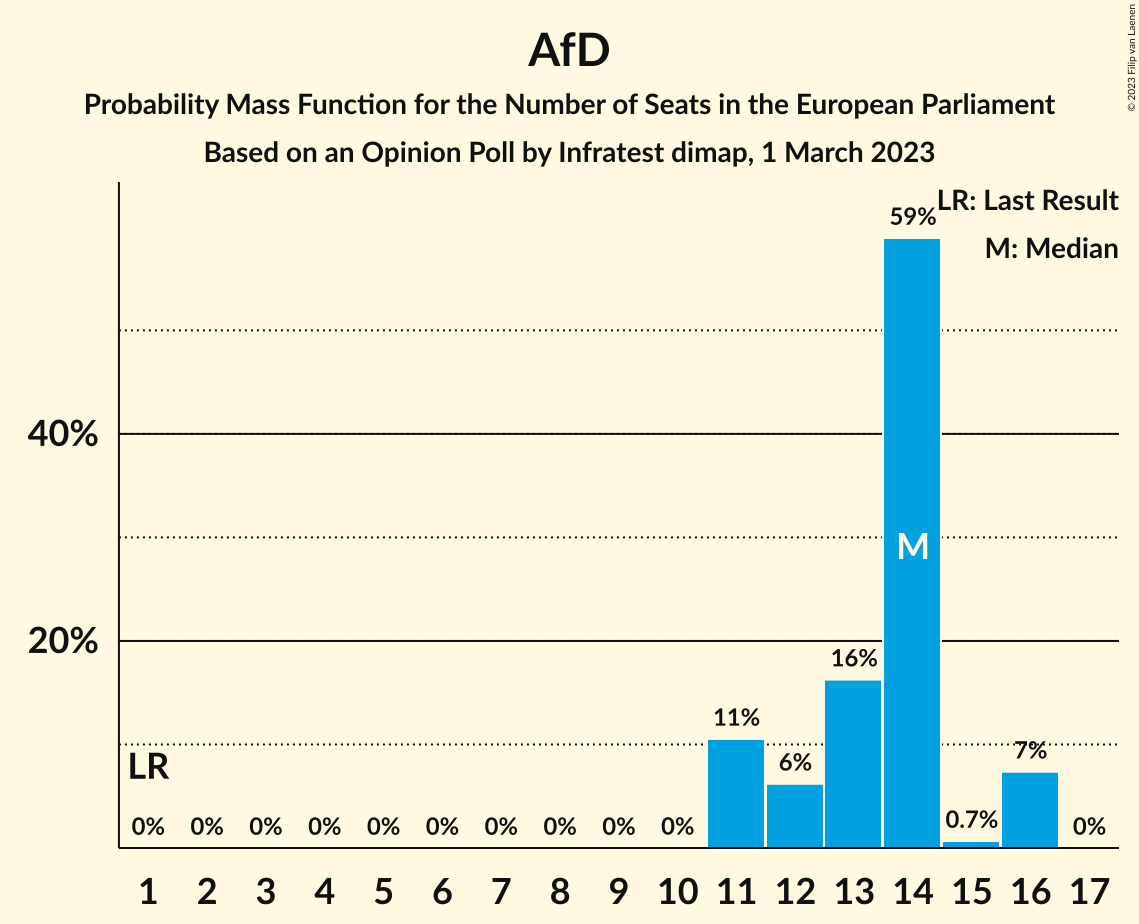 AfD
Probability Mass Function for the Number of Seats in the European Parliament
Based on an Opinion Poll by Infratest dimap, 1 March 2023
© 2023 Filip van Laenen
LR: Last Result
M: Median
59%
40%
M
20%
16%
11%
LR
6%
7%
0% 0% 0% 0% 0% 0% 0% 0% 0% 0% 0.7% 0%
1 2 3 4 5 6 7 8 9 10 11 12 13 14 15 16 17